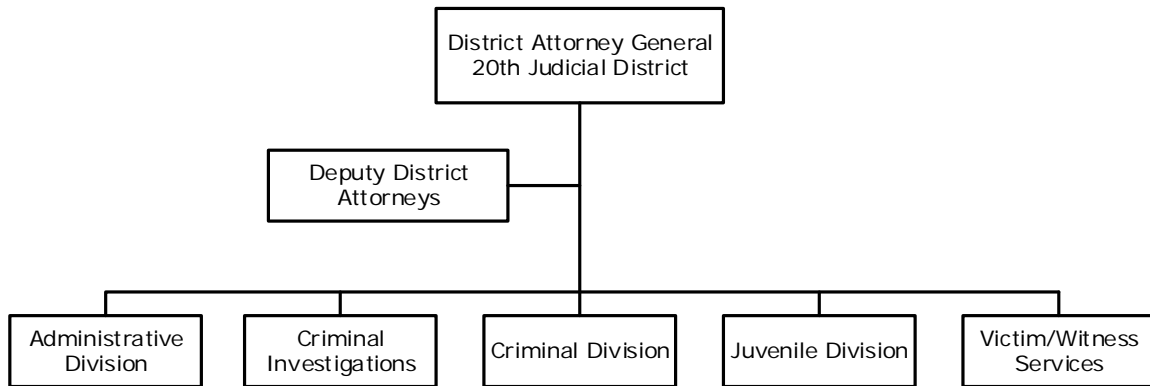 District Attorney General
20th Judicial District
Deputy District
Attorneys
Administrative
Division
Criminal
Investigations
Criminal Division
Juvenile Division
Victim/Witness
Services